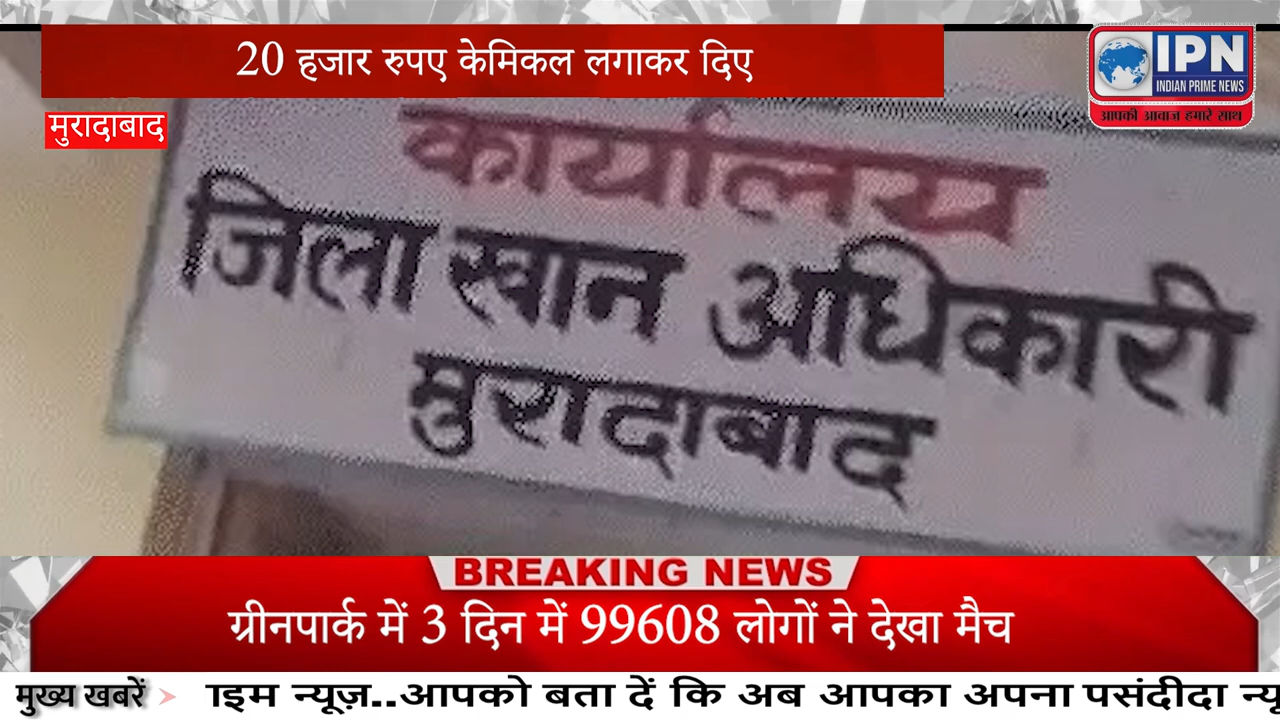 20 हजार रुपए केमिकल लगाकर दिए
IPN
INDIAN PRIME NEWS
आपकी आवाज़ हमारे साथ
मुरादाबाद
कार्यालय
जिला खान अधिकारी
मुरादाबाद
BREAKING NEWS
ग्रीनपार्क में 3 दिन में 99608 लोगों ने देखा मैच
मुख्य खबरें
ाइम न्यूज़..आपको बता दें कि अब आपका अपना पसंदीदा न्यू